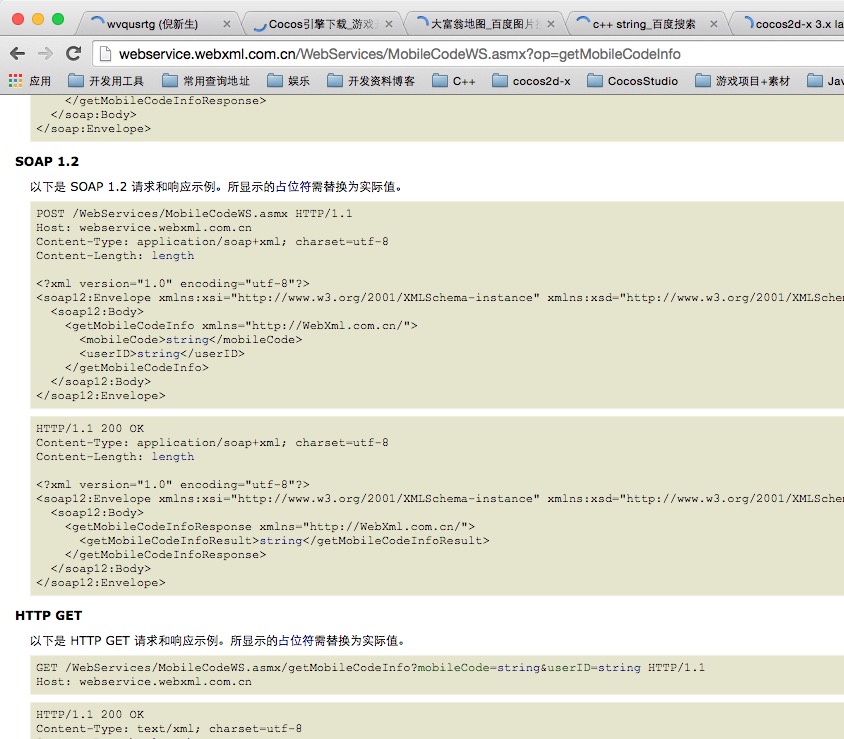 wvqusrtg (倪新生)
Cocos引擎下载_游戏
大富翁地图_百度图片
c++ string_百度搜索
cocos2d-x 3.x la
webservice.webxml.com.cn/WebServices/MobileCodeWS.asmx?op=getMobileCodeInfo
应用 开发用工具 常用查询地址 娱乐 开发资料博客 C++ cocos2d-x CocosStudio 游戏项目+素材 Jav
</getMobileCodeInfoResponse>
</soap:Body>
</soap:Envelope>
SOAP 1.2
以下是 SOAP 1.2 请求和响应示例。所显示的占位符需替换为实际值。
POST /WebServices/MobileCodeWS.asmx HTTP/1.1
Host: webservice.webxml.com.cn
Content-Type: application/soap+xml; charset=utf-8
Content-Length: length
<?xml version="1.0" encoding="utf-8"?>
<soap12:Envelope xmlns:xsi="http://www.w3.org/2001/XMLSchema-instance" xmlns:xsd="http://www.w3.org/2001/XMLSchem
<soap12:Body>
<getMobileCodeInfo xmlns="http://WebXml.com.cn/">
<mobileCode>string</mobileCode>
<userID>string</userID>
</getMobileCodeInfo>
</soap12:Body>
</soap12:Envelope>
HTTP/1.1 200 OK
Content-Type: application/soap+xml; charset=utf-8
Content-Length: length
<?xml version="1.0" encoding="utf-8"?>
<soap12:Envelope xmlns:xsi="http://www.w3.org/2001/XMLSchema-instance" xmlns:xsd="http://www.w3.org/2001/XMLSchem
<soap12:Body>
<getMobileCodeInfoResponse xmlns="http://WebXml.com.cn/">
<getMobileCodeInfoResult>string</getMobileCodeInfoResult>
</getMobileCodeInfoResponse>
</soap12:Body>
</soap12:Envelope>
HTTP GET
以下是 HTTP GET 请求和响应示例。所显示的占位符需替换为实际值。
GET /WebServices/MobileCodeWS.asmx/getMobileCodeInfo?mobileCode=string&userID=string HTTP/1.1
Host: webservice.webxml.com.cn
HTTP/1.1 200 OK
Content-Type: text/xml; charset=utf-8